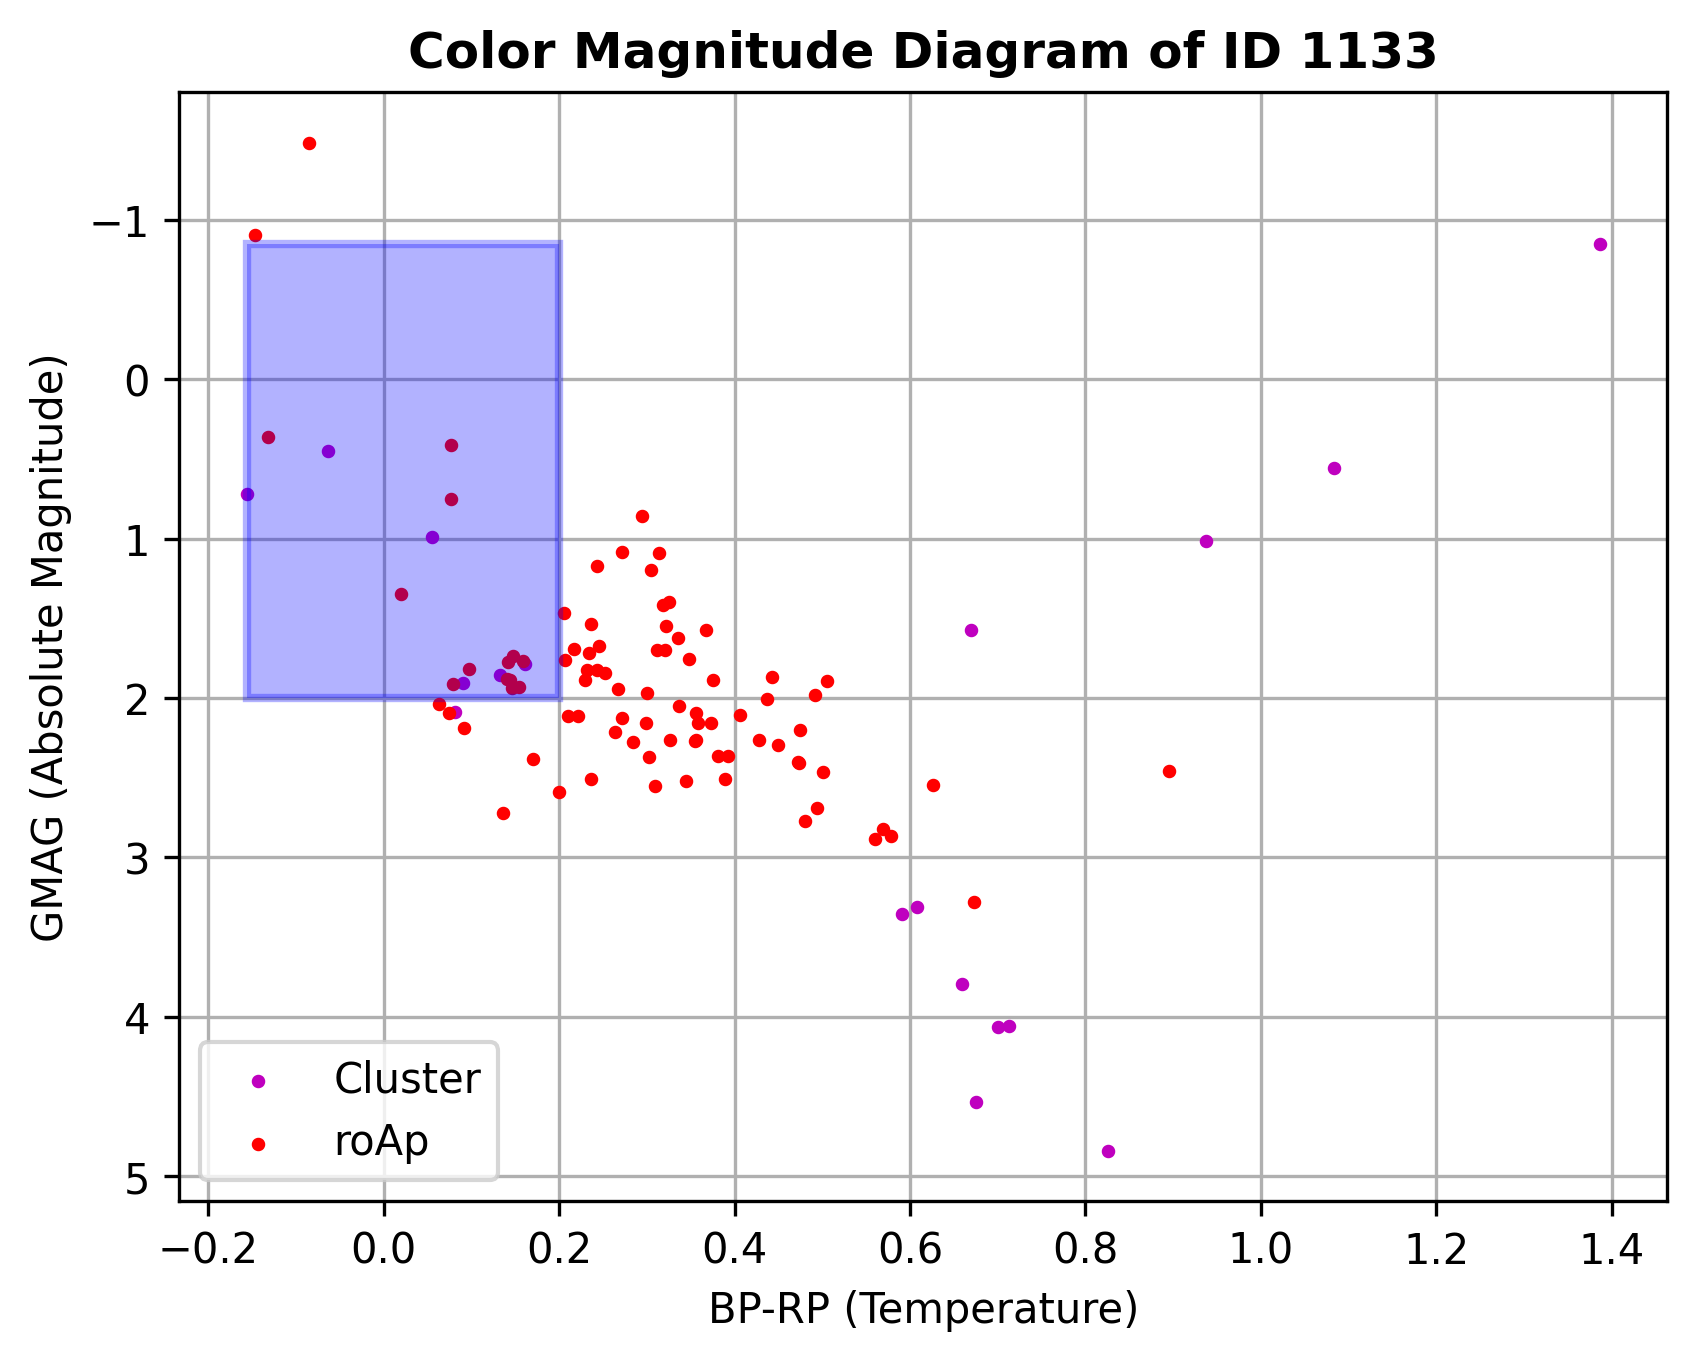 Color Magnitude Diagram of ID 1133
GMAG (Absolute Magnitude)
−1
0
1
2
3
4
5
Cluster
roAp
−0.2 0.0 0.2 0.4 0.6 0.8 1.0 1.2 1.4
BP-RP (Temperature)